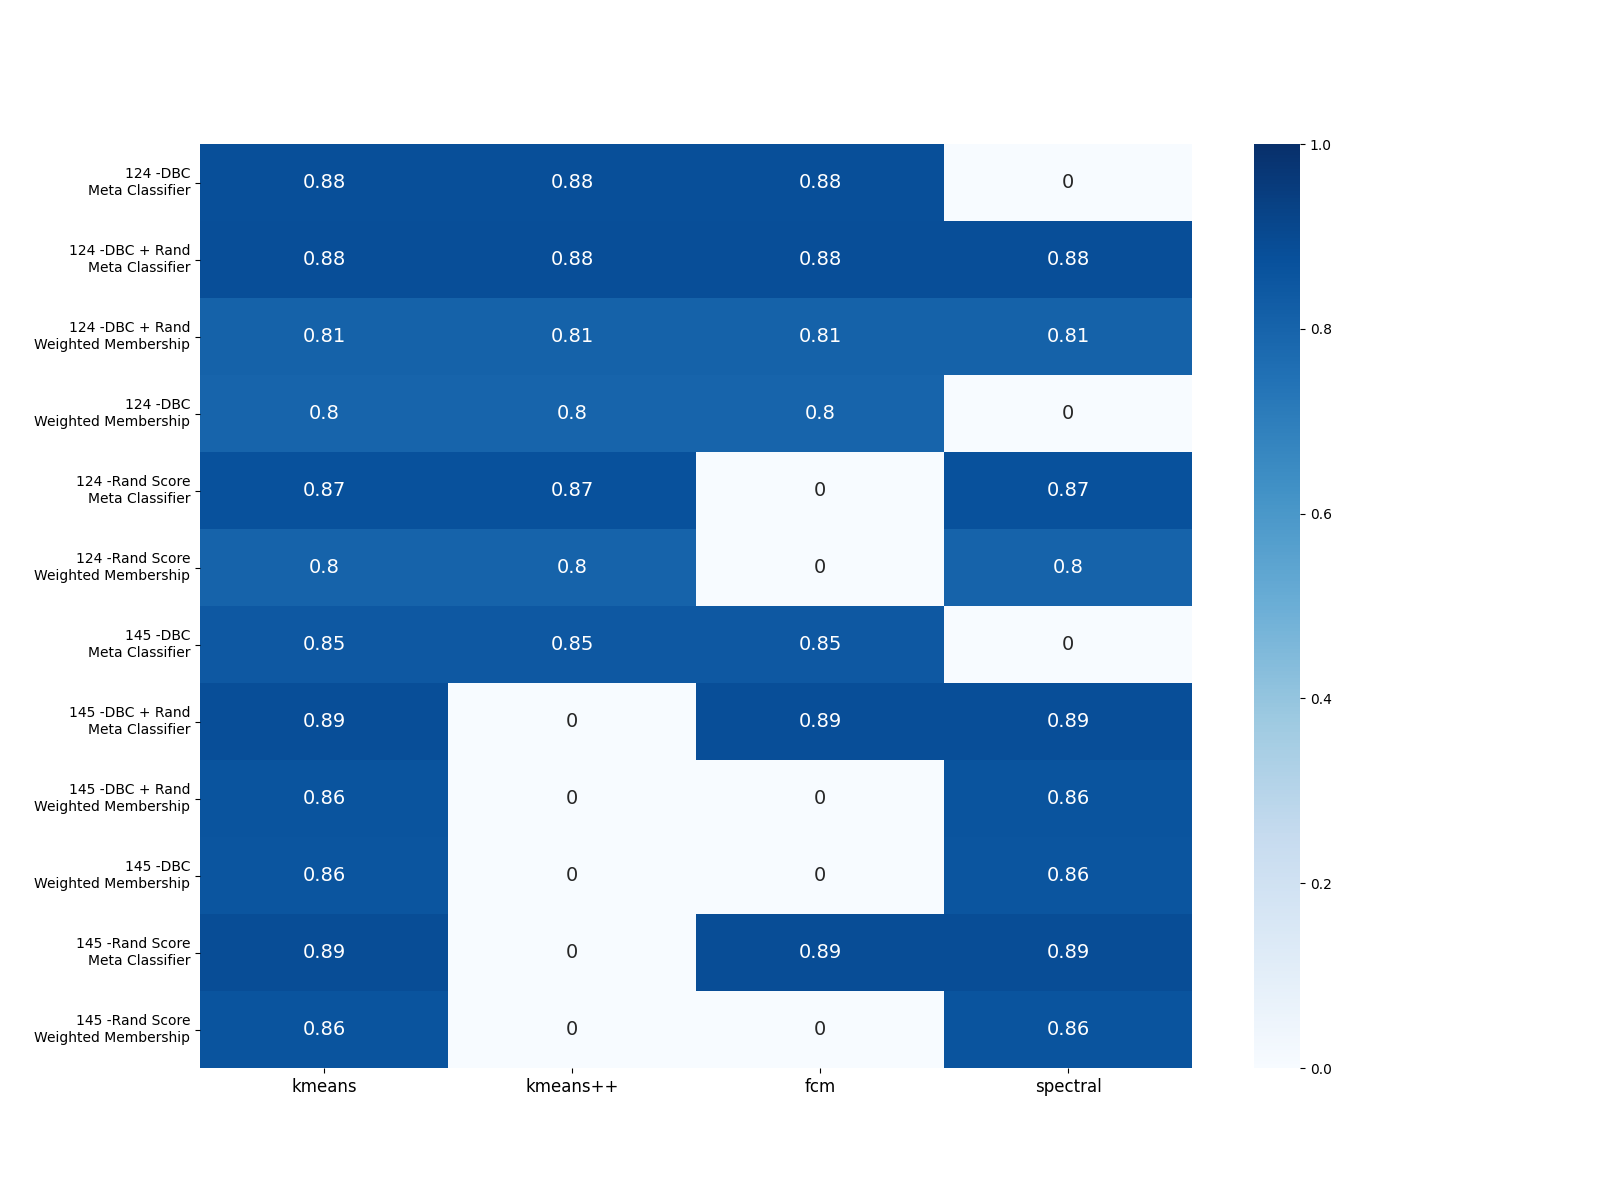 124 -DBC
Meta Classifier
0.88 0.88 0.88 0
124 -DBC + Rand
Meta Classifier
0.88 0.88 0.88 0.88
124 -DBC + Rand
Weighted Membership
0.81 0.81 0.81 0.81
124 -DBC
Weighted Membership
0.8 0.8 0.8 0
124 -Rand Score
Meta Classifier
0.87 0.87 0 0.87
124 -Rand Score
Weighted Membership
0.8 0.8 0 0.8
145 -DBC
Meta Classifier
0.85 0.85 0.85 0
145 -DBC + Rand
Meta Classifier
0.89 0 0.89 0.89
145 -DBC + Rand
Weighted Membership
0.86 0 0 0.86
145 -DBC
Weighted Membership
0.86 0 0 0.86
145 -Rand Score
Meta Classifier
0.89 0 0.89 0.89
145 -Rand Score
Weighted Membership
0.86 0 0 0.86
kmeans kmeans++ fcm spectral
1.0
0.8
0.6
0.4
0.2
0.0